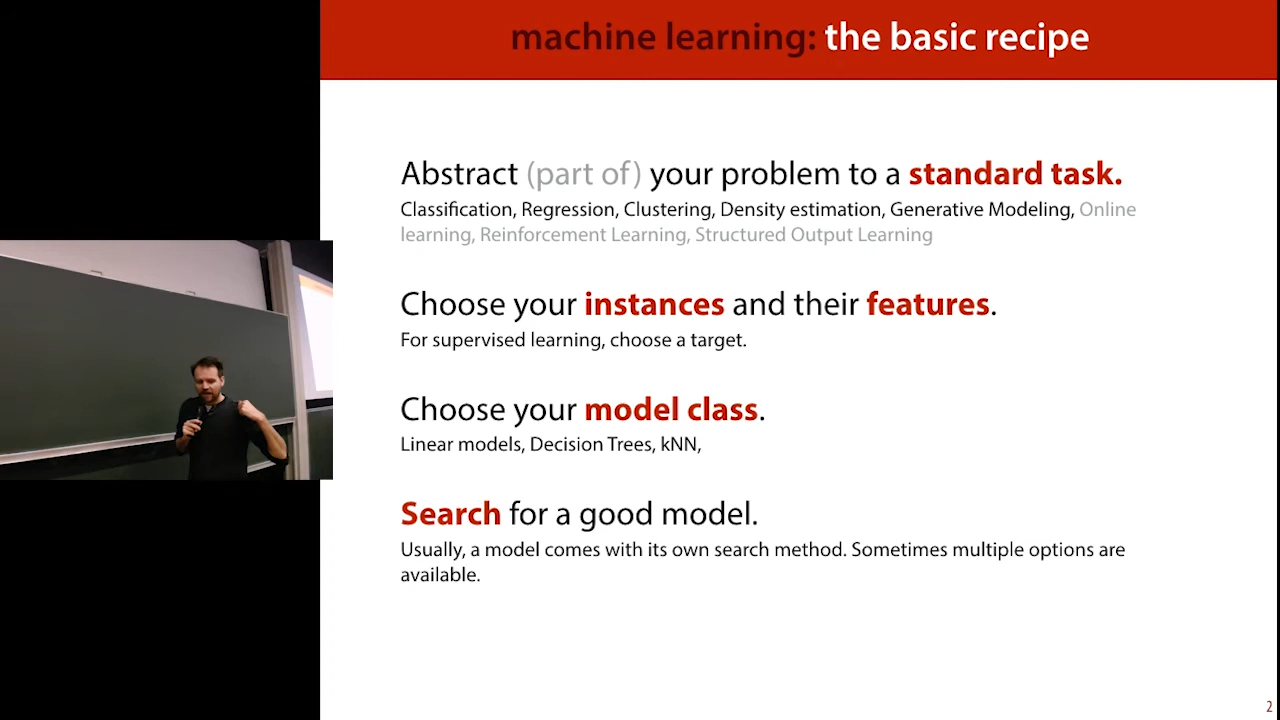 machine learning: the basic recipe
Abstract (part of) your problem to a standard task.
Classification, Regression, Clustering, Density estimation, Generative Modeling, Online
learning, Reinforcement Learning, Structured Output Learning
Choose your instances and their features.
For supervised learning, choose a target.
Choose your model class.
Linear models, Decision Trees, kNN,
Search for a good model.
Usually, a model comes with its own search method. Sometimes multiple options are
available.
2